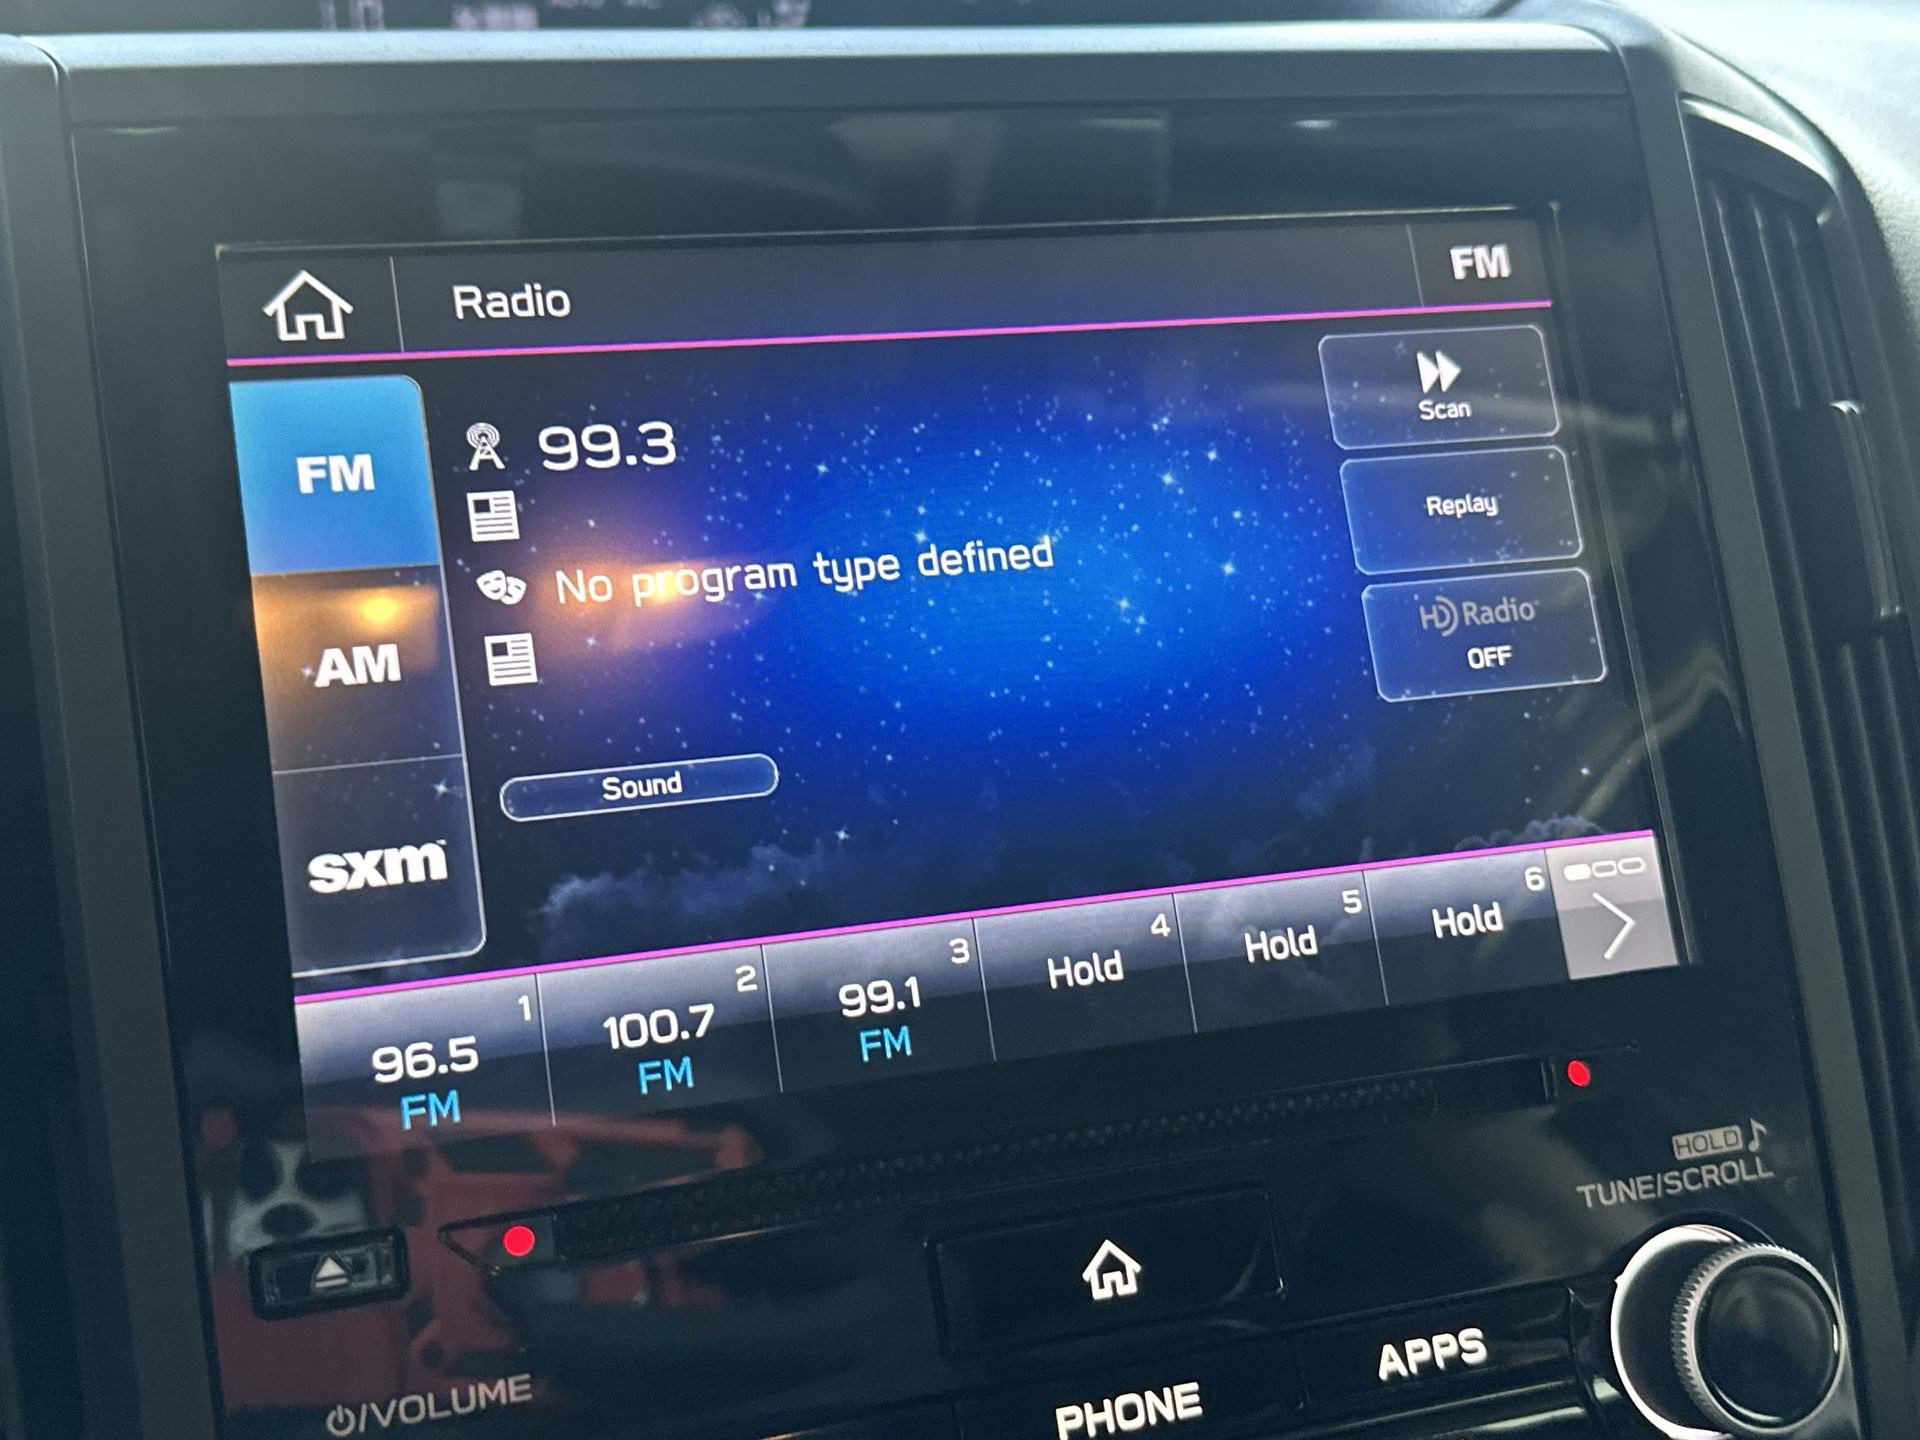 Radio
FM
FM
AM
sxm
99.3
No program type defined
Sound
Scan
Replay
HD Radio
OFF
1
96.5
FM
2
100.7
FM
3
99.1
FM
4
Hold
5
Hold
6
Hold
HOLD
TUNE/SCROLL
/VOLUME
PHONE
APPS